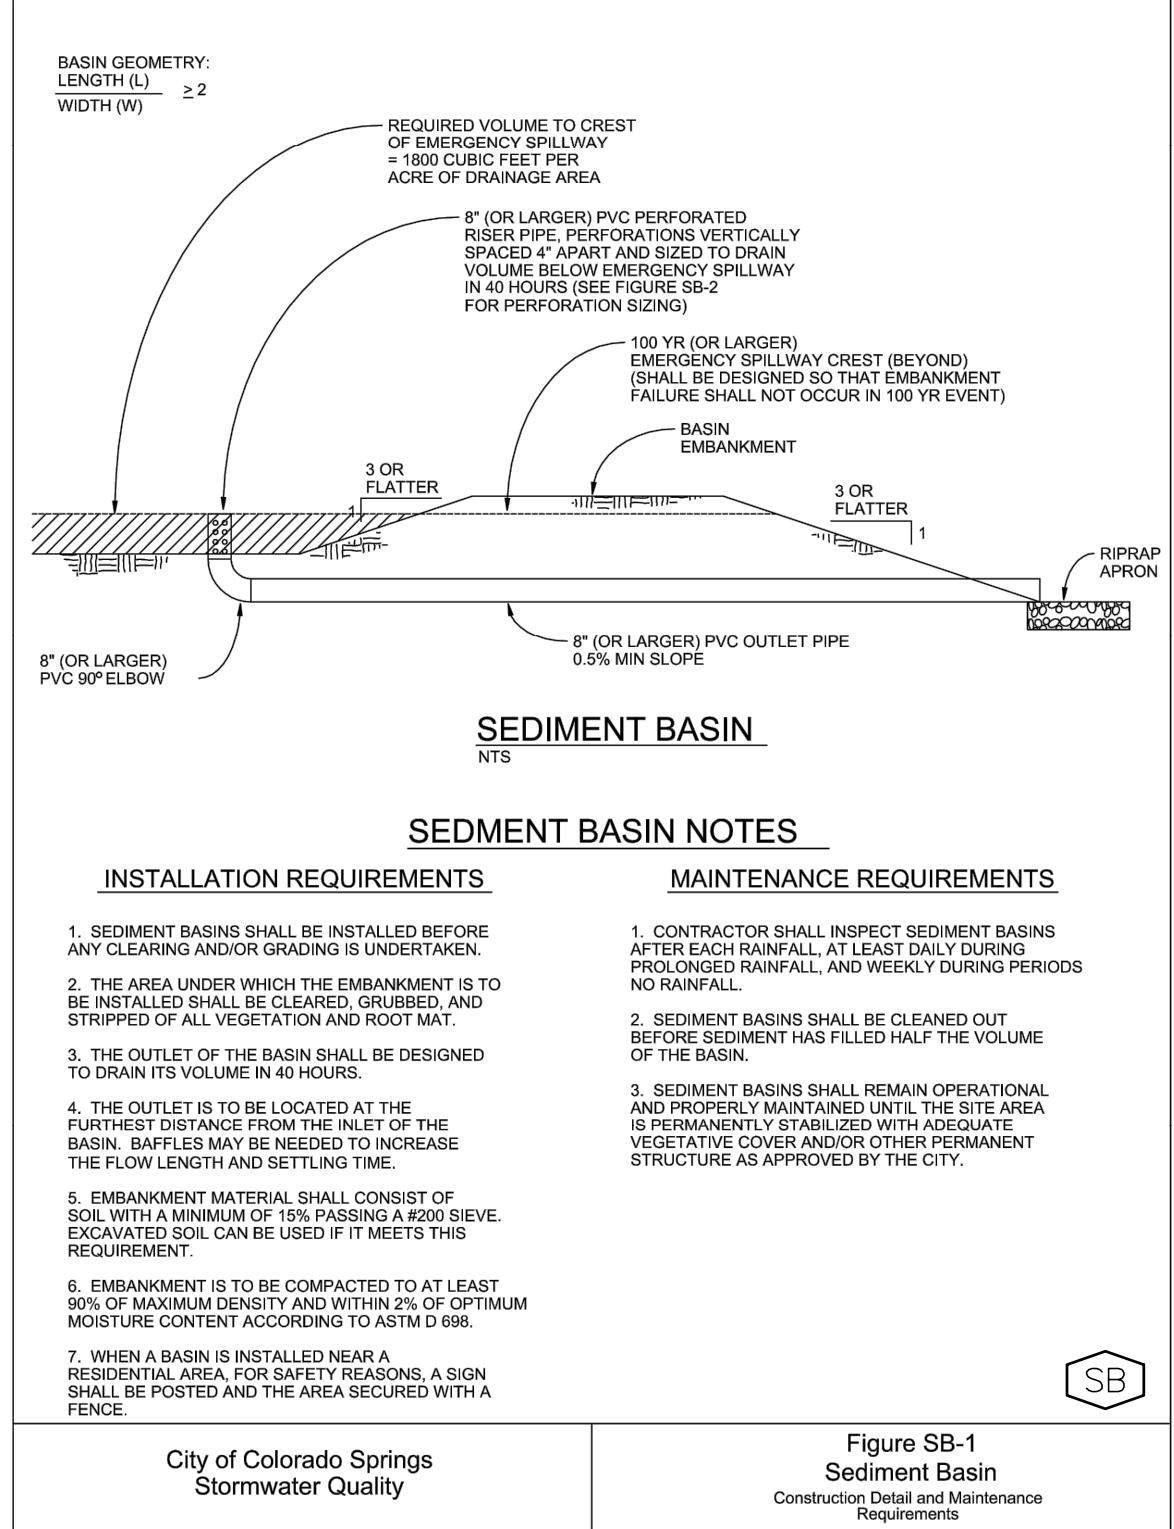 BASIN GEOMETRY:
LENGTH (L)
WIDTH (W)
≥ 2
REQUIRED VOLUME TO CREST
OF EMERGENCY SPILLWAY
= 1800 CUBIC FEET PER
ACRE OF DRAINAGE AREA
8" (OR LARGER) PVC PERFORATED
RISER PIPE, PERFORATIONS VERTICALLY
SPACED 4" APART AND SIZED TO DRAIN
VOLUME BELOW EMERGENCY SPILLWAY
IN 40 HOURS (SEE FIGURE SB-2
FOR PERFORATION SIZING)
100 YR (OR LARGER)
EMERGENCY SPILLWAY CREST (BEYOND)
(SHALL BE DESIGNED SO THAT EMBANKMENT
FAILURE SHALL NOT OCCUR IN 100 YR EVENT)
BASIN
EMBANKMENT
3 OR
FLATTER
1
3 OR
FLATTER
1
RIPRAP
APRON
8" (OR LARGER) PVC OUTLET PIPE
0.5% MIN SLOPE
8" (OR LARGER)
PVC 90º ELBOW
SEDIMENT BASIN
NTS
SEDMENT BASIN NOTES
INSTALLATION REQUIREMENTS
1. SEDIMENT BASINS SHALL BE INSTALLED BEFORE
ANY CLEARING AND/OR GRADING IS UNDERTAKEN.
2. THE AREA UNDER WHICH THE EMBANKMENT IS TO
BE INSTALLED SHALL BE CLEARED, GRUBBED, AND
STRIPPED OF ALL VEGETATION AND ROOT MAT.
3. THE OUTLET OF THE BASIN SHALL BE DESIGNED
TO DRAIN ITS VOLUME IN 40 HOURS.
4. THE OUTLET IS TO BE LOCATED AT THE
FURTHEST DISTANCE FROM THE INLET OF THE
BASIN. BAFFLES MAY BE NEEDED TO INCREASE
THE FLOW LENGTH AND SETTLING TIME.
5. EMBANKMENT MATERIAL SHALL CONSIST OF
SOIL WITH A MINIMUM OF 15% PASSING A #200 SIEVE.
EXCAVATED SOIL CAN BE USED IF IT MEETS THIS
REQUIREMENT.
6. EMBANKMENT IS TO BE COMPACTED TO AT LEAST
90% OF MAXIMUM DENSITY AND WITHIN 2% OF OPTIMUM
MOISTURE CONTENT ACCORDING TO ASTM D 698.
7. WHEN A BASIN IS INSTALLED NEAR A
RESIDENTIAL AREA, FOR SAFETY REASONS, A SIGN
SHALL BE POSTED AND THE AREA SECURED WITH A
FENCE.
MAINTENANCE REQUIREMENTS
1. CONTRACTOR SHALL INSPECT SEDIMENT BASINS
AFTER EACH RAINFALL, AT LEAST DAILY DURING
PROLONGED RAINFALL, AND WEEKLY DURING PERIODS
NO RAINFALL.
2. SEDIMENT BASINS SHALL BE CLEANED OUT
BEFORE SEDIMENT HAS FILLED HALF THE VOLUME
OF THE BASIN.
3. SEDIMENT BASINS SHALL REMAIN OPERATIONAL
AND PROPERLY MAINTAINED UNTIL THE SITE AREA
IS PERMANENTLY STABILIZED WITH ADEQUATE
VEGETATIVE COVER AND/OR OTHER PERMANENT
STRUCTURE AS APPROVED BY THE CITY.
SB
City of Colorado Springs
Stormwater Quality
Figure SB-1
Sediment Basin
Construction Detail and Maintenance
Requirements